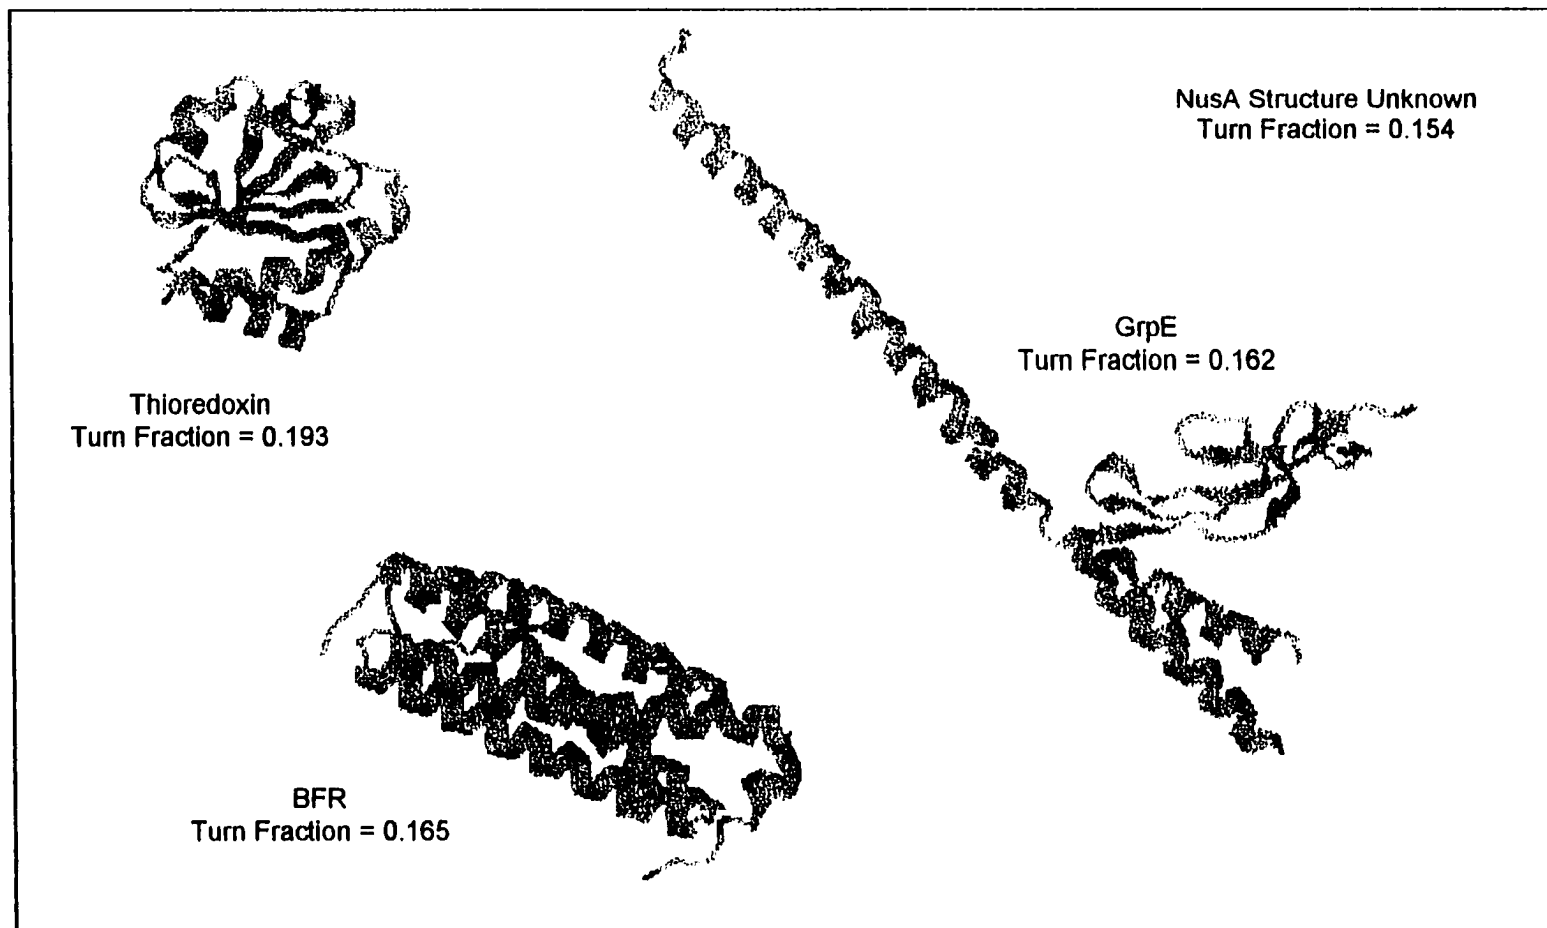 NusA Structure Unknown
Turn Fraction = 0.154
GrpE
Turn Fraction = 0.162
Thioredoxin
Turn Fraction = 0.193
BFR
Turn Fraction = 0.165